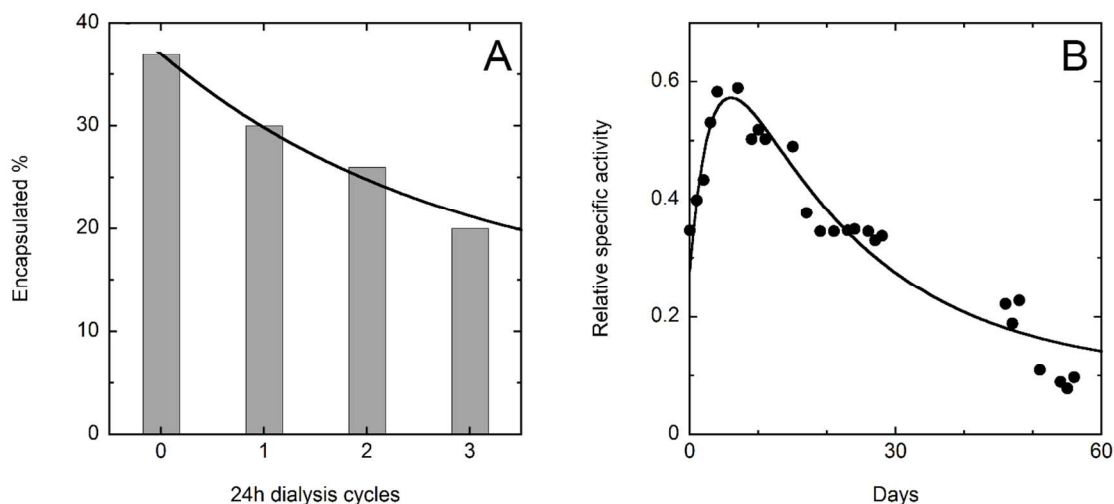 A
Encapsulated %
40
30
20
10
0
0 1 2 3
24h dialysis cycles
B
Relative specific activity
0.6
0.4
0.2
0
0 30 60
Days